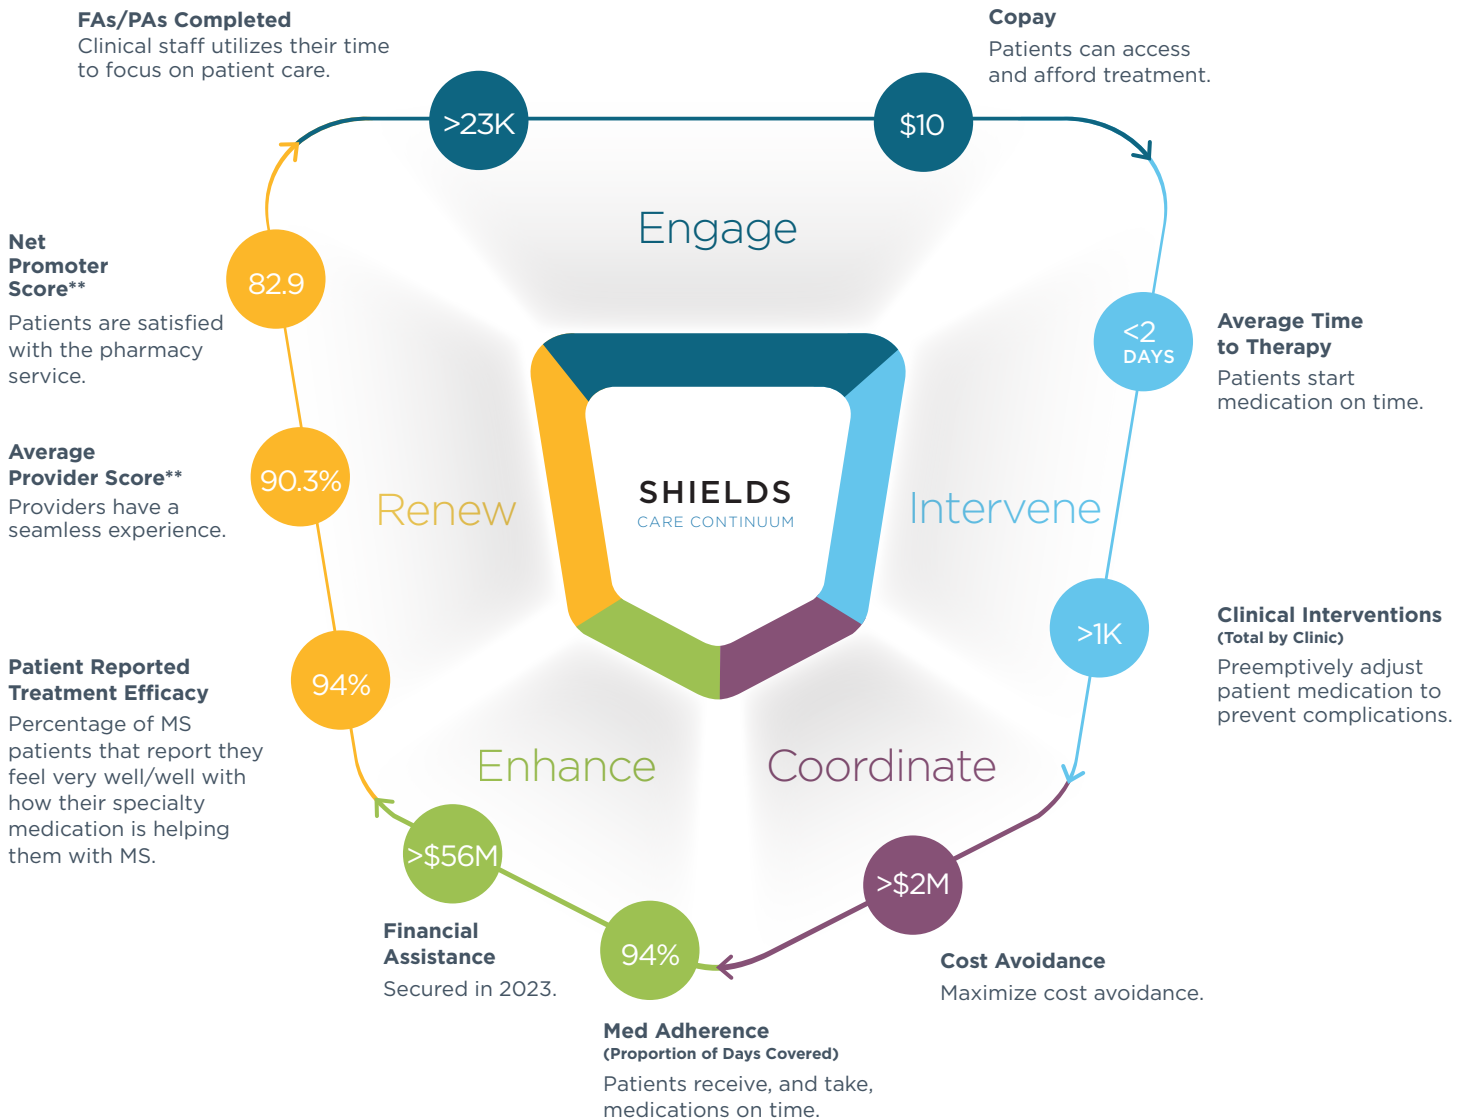 FAs/PAs Completed
Clinical staff utilizes their time
to focus on patient care.
>23K
Copay
Patients can access
and afford treatment.
$10
Engage
<2
DAYS
Average Time
to Therapy
Patients start
medication on time.
Intervene
>1K
Clinical Interventions
(Total by Clinic)
Preemptively adjust
patient medication to
prevent complications.
Coordinate
>$2M
Cost Avoidance
Maximize cost avoidance.
Enhance
94%
Med Adherence
(Proportion of Days Covered)
Patients receive, and take,
medications on time.
>$56M
Financial
Assistance
Secured in 2023.
Renew
94%
Patient Reported
Treatment Efficacy
Percentage of MS
patients that report they
feel very well/well with
how their specialty
medication is helping
them with MS.
90.3%
Average
Provider Score**
Providers have a
seamless experience.
82.9
Net
Promoter
Score**
Patients are satisfied
with the pharmacy
service.
SHIELDS
CARE CONTINUUM